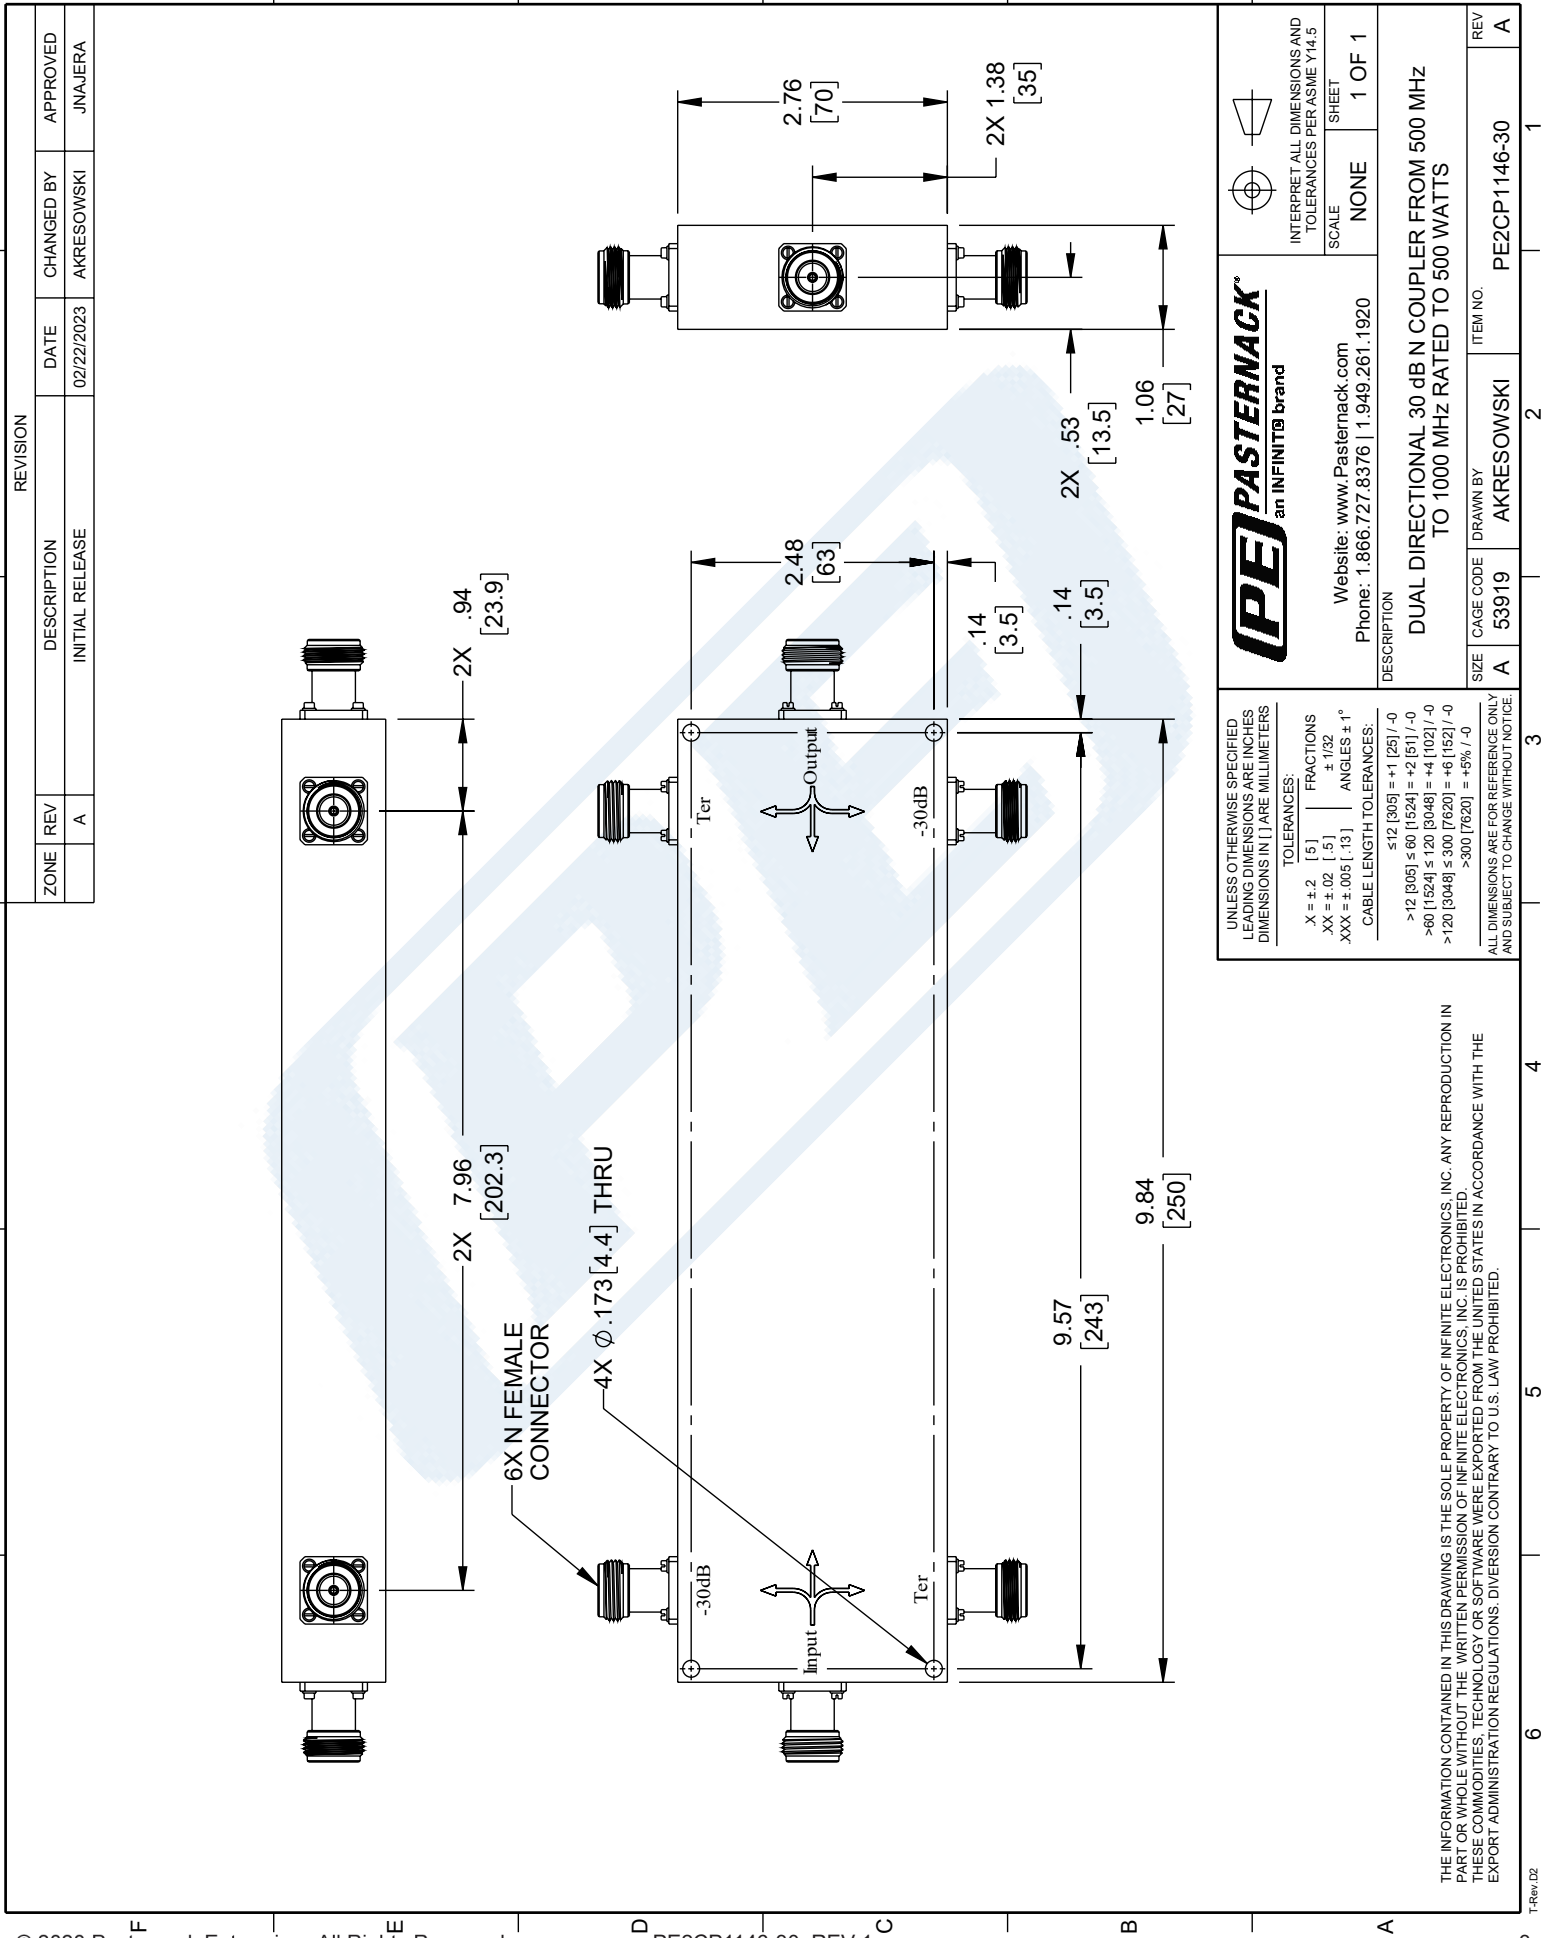 REVISION
ZONE REV DESCRIPTION DATE CHANGED BY APPROVED
A INITIAL RELEASE 02/22/2023 AKRESOWSKI JNAJERA
2X .94
[23.9]
2X 7.96
[202.3]
6X N FEMALE
CONNECTOR
4X ∅.173[4.4] THRU
-30dB
Ter
Input
Output
Ter
-30dB
2.48
[63]
.14
[3.5]
.14
[3.5]
9.57
[243]
9.84
[250]
2.76
[70]
2X 1.38
[35]
2X .53
[13.5]
1.06
[27]
THE INFORMATION CONTAINED IN THIS DRAWING IS THE SOLE PROPERTY OF INFINITE ELECTRONICS, INC. ANY REPRODUCTION IN
PART OR WHOLE WITHOUT THE WRITTEN PERMISSION OF INFINITE ELECTRONICS, INC. IS PROHIBITED.
THESE COMMODITIES, TECHNOLOGY OR SOFTWARE WERE EXPORTED FROM THE UNITED STATES IN ACCORDANCE WITH THE
EXPORT ADMINISTRATION REGULATIONS. DIVERSION CONTRARY TO U.S. LAW PROHIBITED.
UNLESS OTHERWISE SPECIFIED
LEADING DIMENSIONS ARE INCHES
DIMENSIONS IN [ ] ARE MILLIMETERS
TOLERANCES:
.X = ±.2 [5] FRACTIONS
.XX = ±.02 [.5] ± 1/32
.XXX = ±.005 [.13] ANGLES ± 1°
CABLE LENGTH TOLERANCES:
≤12 [305] = +1 [25] / -0
>12 [305] ≤ 60 [1524] = +2 [51] / -0
>60 [1524] ≤ 120 [3048] = +4 [102] / -0
>120 [3048] ≤ 300 [7620] = +6 [152] / -0
>300 [7620] = +5% / -0
ALL DIMENSIONS ARE FOR REFERENCE ONLY
AND SUBJECT TO CHANGE WITHOUT NOTICE.
PE PASTERNACK®
an INFINITE brand
Website: www.Pasternack.com
Phone: 1.866.727.8376 | 1.949.261.1920
INTERPRET ALL DIMENSIONS AND
TOLERANCES PER ASME Y14.5
SCALE NONE
SHEET 1 OF 1
DESCRIPTION
DUAL DIRECTIONAL 30 dB N COUPLER FROM 500 MHz
TO 1000 MHz RATED TO 500 WATTS
SIZE A
CAGE CODE 53919
DRAWN BY AKRESOWSKI
ITEM NO. PE2CP1146-30
REV A
6 5 4 3 2 1
F
E
D
C
B
A
T-Rev.D2
PE